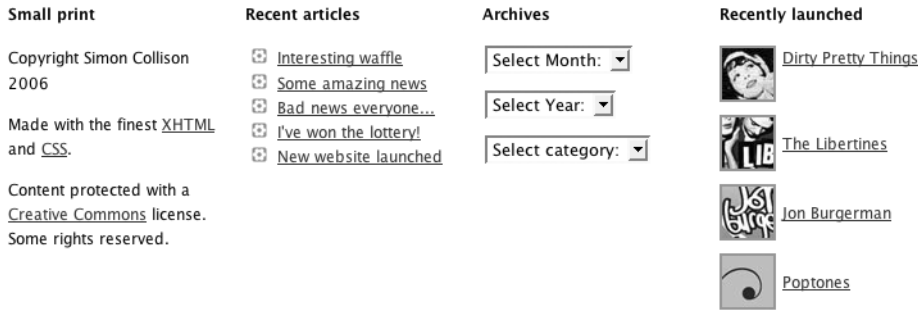 Small print
Copyright Simon Collison
2006
Made with the finest XHTML
and CSS.
Content protected with a
Creative Commons license.
Some rights reserved.
Recent articles
Interesting waffle
Some amazing news
Bad news everyone...
I've won the lottery!
New website launched
Archives
Select Month:
Select Year:
Select category:
Recently launched
Dirty Pretty Things
LIB
The Libertines
Jon Burgerman
Poptones